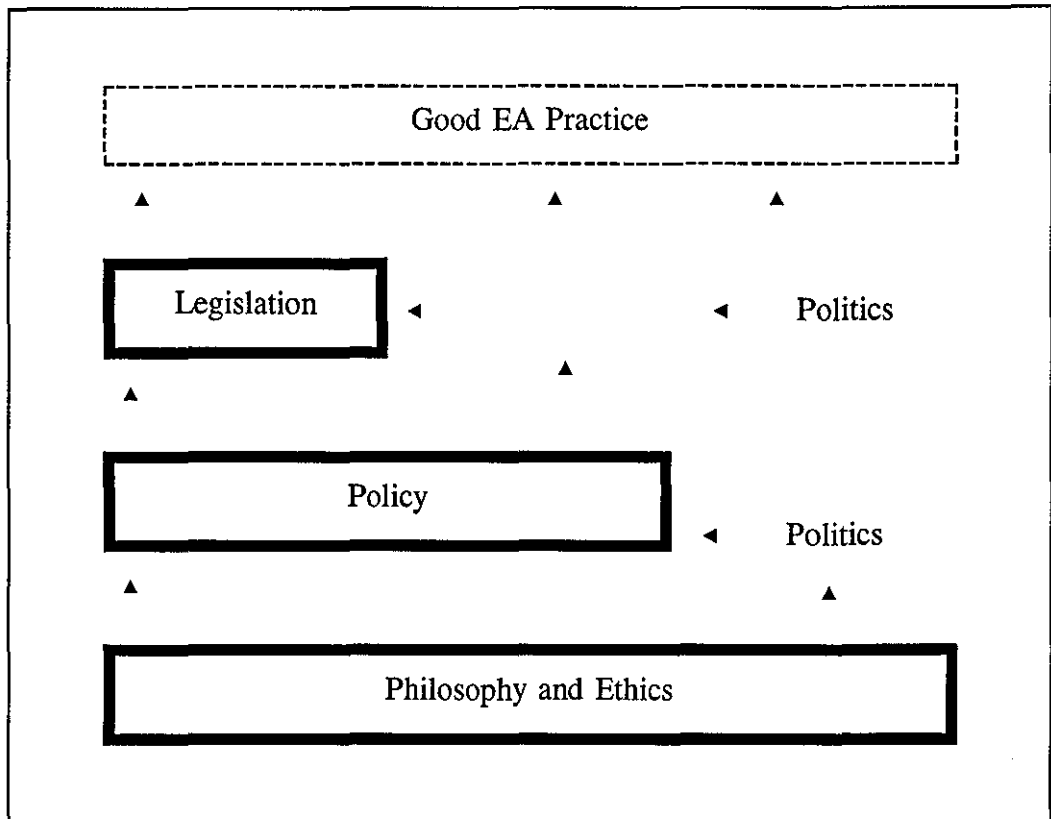 Good EA Practice
Legislation
Politics
Policy
Politics
Philosophy and Ethics